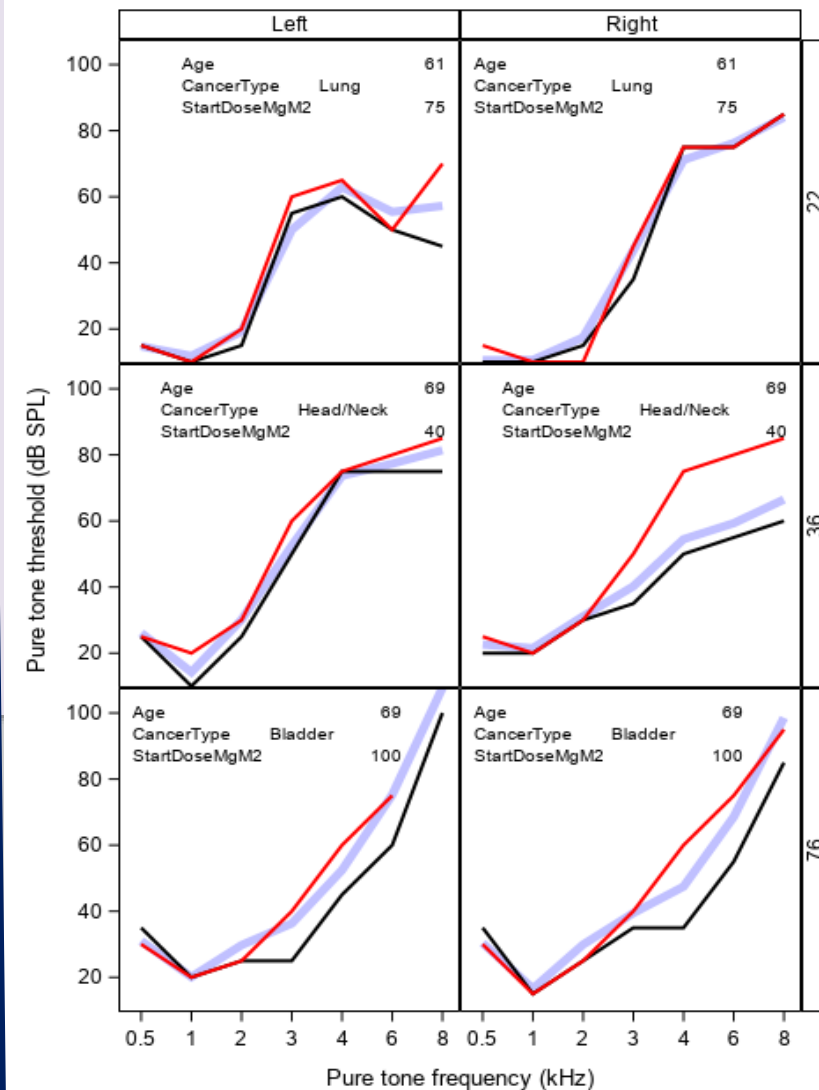 Left Right
Age 61
CancerType Lung
StartDoseMgM2 75
Age 61
CancerType Lung
StartDoseMgM2 75
100
80
60
40
20
22
Age 69
CancerType Head/Neck
StartDoseMgM2 40
Age 69
CancerType Head/Neck
StartDoseMgM2 40
100
80
60
40
20
36
Pure tone threshold (dB SPL)
Age 69
CancerType Bladder
StartDoseMgM2 100
Age 69
CancerType Bladder
StartDoseMgM2 100
100
80
60
40
20
76
0.5 1 2 3 4 6 8 0.5 1 2 3 4 6 8
Pure tone frequency (kHz)